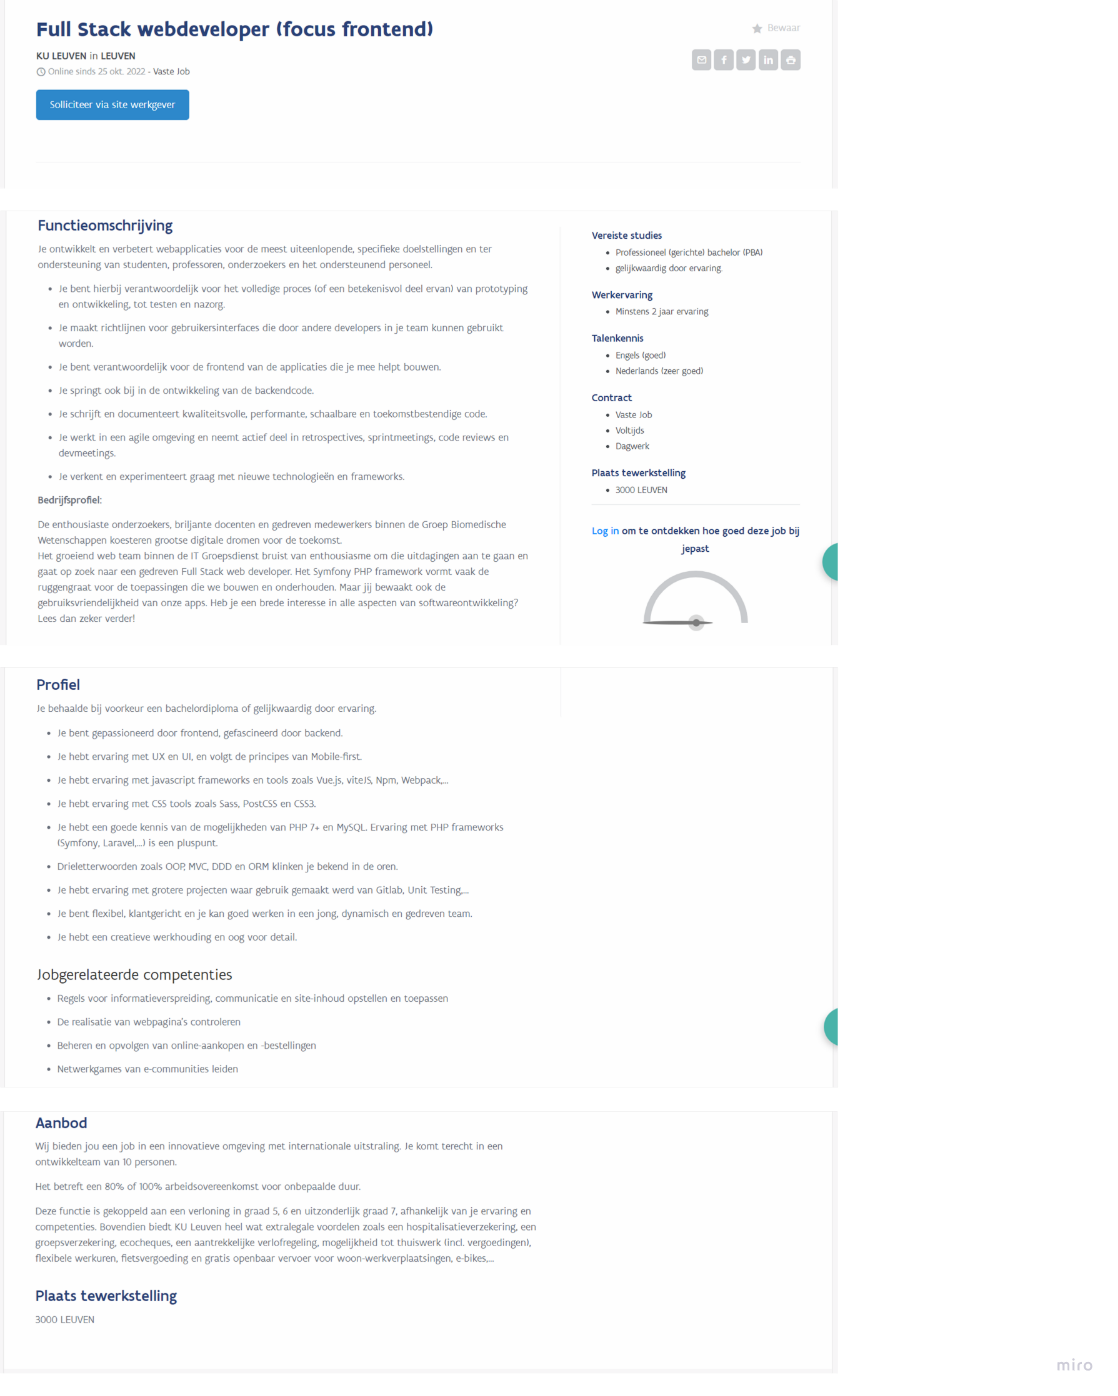 Full Stack webdeveloper (focus frontend)
Bewaar
KU LEUVEN in LEUVEN
Online sinds 25 okt. 2022 - Vaste Job
Solliciteer via site werkgever
Functieomschrijving
Je ontwikkelt en verbetert webapplicaties voor de meest uiteenlopende, specifieke doelstellingen en ter
ondersteuning van studenten, professoren, onderzoekers en het ondersteunend personeel.
• Je bent hierbij verantwoordelijk voor het volledige proces (of een betekenisvol deel ervan) van prototyping
en ontwikkeling, tot testen en nazorg.
• Je maakt richtlijnen voor gebruikersinterfaces die door andere developers in je team kunnen gebruikt
worden.
• Je bent verantwoordelijk voor de frontend van de applicaties die je mee helpt bouwen.
• Je springt ook bij in de ontwikkeling van de backendcode.
• Je schrijft en documenteert kwaliteitsvolle, performante, schaalbare en toekomstbestendige code.
• Je werkt in een agile omgeving en neemt actief deel in retrospectives, sprintmeetings, code reviews en
devmeetings.
• Je verkent en experimenteert graag met nieuwe technologieën en frameworks.
Bedrijfsprofiel:
De enthousiaste onderzoekers, briljante docenten en gedreven medewerkers binnen de Groep Biomedische
Wetenschappen koesteren grootse digitale dromen voor de toekomst.
Het groeiend web team binnen de IT Groepsdienst bruist van enthousiasme om die uitdagingen aan te gaan en
gaat op zoek naar een gedreven Full Stack web developer. Het Symfony PHP framework vormt vaak de
ruggengraat voor de toepassingen die we bouwen en onderhouden. Maar jij bewaakt ook de
gebruiksvriendelijkheid van onze apps. Heb je een brede interesse in alle aspecten van softwareontwikkeling?
Lees dan zeker verder!
Vereiste studies
• Professioneel (gerichte) bachelor (PBA)
• gelijkwaardig door ervaring.
Werkervaring
• Minstens 2 jaar ervaring
Talenkennis
• Engels (goed)
• Nederlands (zeer goed)
Contract
• Vaste Job
• Voltijds
• Dagwerk
Plaats tewerkstelling
• 3000 LEUVEN
Log in om te ontdekken hoe goed deze job bij
jepast
Profiel
Je behaalde bij voorkeur een bachelordiploma of gelijkwaardig door ervaring.
• Je bent gepassioneerd door frontend, gefascineerd door backend.
• Je hebt ervaring met UX en UI, en volgt de principes van Mobile-first.
• Je hebt ervaring met javascript frameworks en tools zoals Vue.js, viteJS, Npm, Webpack,...
• Je hebt ervaring met CSS tools zoals Sass, PostCSS en CSS3.
• Je hebt een goede kennis van de mogelijkheden van PHP 7+ en MySQL. Ervaring met PHP frameworks
(Symfony, Laravel,...) is een pluspunt.
• Drieletterwoorden zoals OOP, MVC, DDD en ORM klinken je bekend in de oren.
• Je hebt ervaring met grotere projecten waar gebruik gemaakt werd van Gitlab, Unit Testing,...
• Je bent flexibel, klantgericht en je kan goed werken in een jong, dynamisch en gedreven team.
• Je hebt een creatieve werkhouding en oog voor detail.
Jobgerelateerde competenties
• Regels voor informatieverspreiding, communicatie en site-inhoud opstellen en toepassen
• De realisatie van webpagina's controleren
• Beheren en opvolgen van online-aankopen en -bestellingen
• Netwerkgames van e-communities leiden
Aanbod
Wij bieden jou een job in een innovatieve omgeving met internationale uitstraling. Je komt terecht in een
ontwikkelteam van 10 personen.
Het betreft een 80% of 100% arbeidsovereenkomst voor onbepaalde duur.
Deze functie is gekoppeld aan een verloning in graad 5, 6 en uitzonderlijk graad 7, afhankelijk van je ervaring en
competenties. Bovendien biedt KU Leuven heel wat extralegale voordelen zoals een hospitalisatieverzekering, een
groepsverzekering, ecocheques, een aantrekkelijke verlofregeling, mogelijkheid tot thuiswerk (incl. vergoedingen),
flexibele werkuren, fietsvergoeding en gratis openbaar vervoer voor woon-werkverplaatsingen, e-bikes,...
Plaats tewerkstelling
3000 LEUVEN
miro